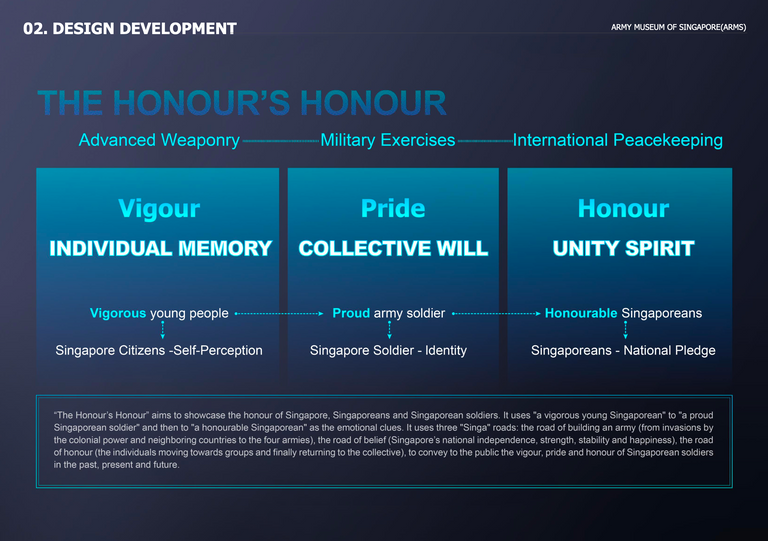 02. DESIGN DEVELOPMENT
ARMY MUSEUM OF SINGAPORE(ARMS)
THE HONOUR'S HONOUR
Advanced Weaponry
Military Exercises
International Peacekeeping
Vigour
Pride
Honour
INDIVIDUAL MEMORY
COLLECTIVE WILL
UNITY SPIRIT
Vigorous young people
Proud army soldier
Honourable Singaporeans
Singapore Citizens -Self-Perception
Singapore Soldier - Identity
Singaporeans - National Pledge
"The Honour's Honour" aims to showcase the honour of Singapore, Singaporeans and Singaporean soldiers. It uses "a vigorous young Singaporean" to "a proud
Singaporean soldier" and then to "a honourable Singaporean" as the emotional clues. It uses three "Singa" roads: the road of building an army (from invasions by
the colonial power and neighboring countries to the four armies), the road of belief (Singapore's national independence, strength, stability and happiness), the road
of honour (the individuals moving towards groups and finally returning to the collective), to convey to the public the vigour, pride and honour of Singaporean soldiers
in the past, present and future.